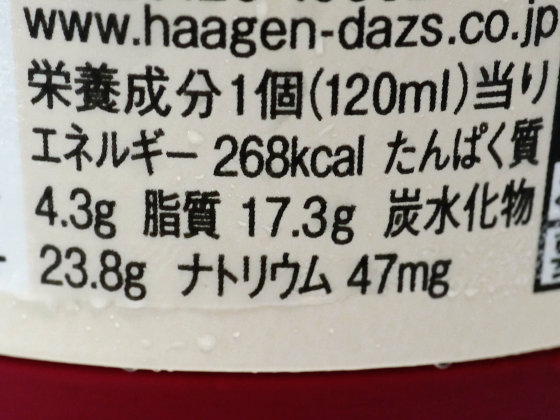 www.haagen-dazs.co.jp
栄養成分1個(120ml)当り
エネルギー 268kcal たんぱく質
4.3g 脂質 17.3g 炭水化物
23.8g ナトリウム 47mg